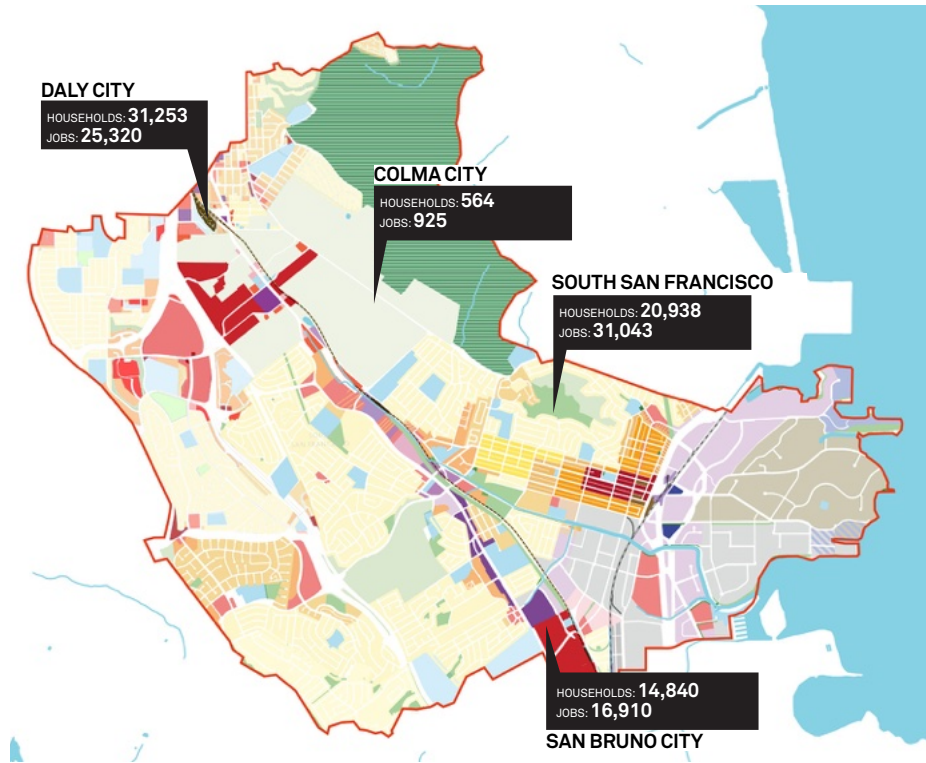 DALY CITY
HOUSEHOLDS: 31,253
JOBS: 25,320
COLMA CITY
HOUSEHOLDS: 564
JOBS: 925
SOUTH SAN FRANCISCO
HOUSEHOLDS: 20,938
JOBS: 31,043
HOUSEHOLDS: 14,840
JOBS: 16,910
SAN BRUNO CITY